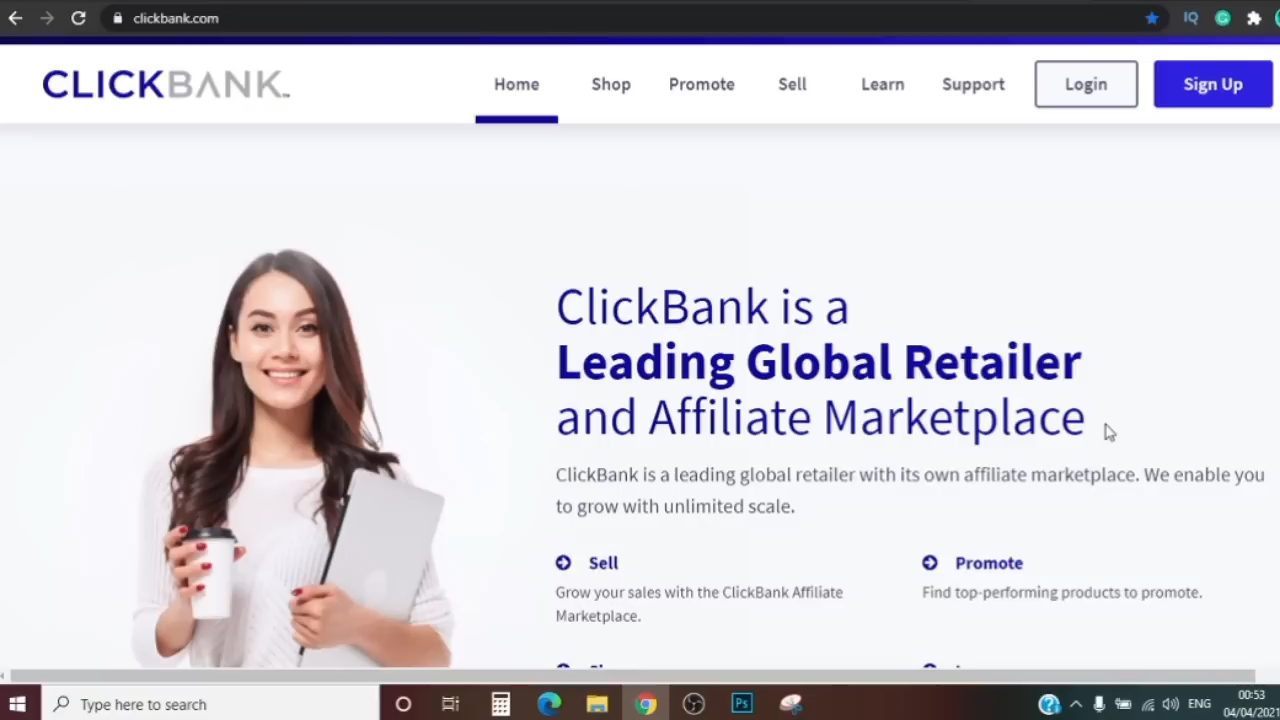 clickbank.com
IQ
CLICKBANK
Home
Shop
Promote
Sell
Learn
Support
Login
Sign Up
ClickBank is a
Leading Global Retailer
and Affiliate Marketplace
ClickBank is a leading global retailer with its own affiliate marketplace. We enable you
to grow with unlimited scale.
Sell
Promote
Grow your sales with the ClickBank Affiliate
Marketplace.
Find top-performing products to promote.
Type here to search
Ps
ENG
00:53
04/04/2021